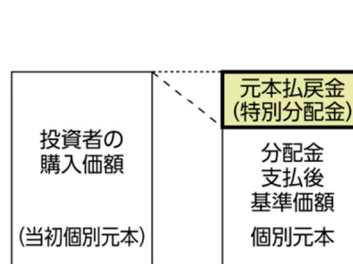 投資者の
購入価額
(当初個別元本)
元本払戻金
(特別分配金)
分配金
支払後
基準価額
個別元本